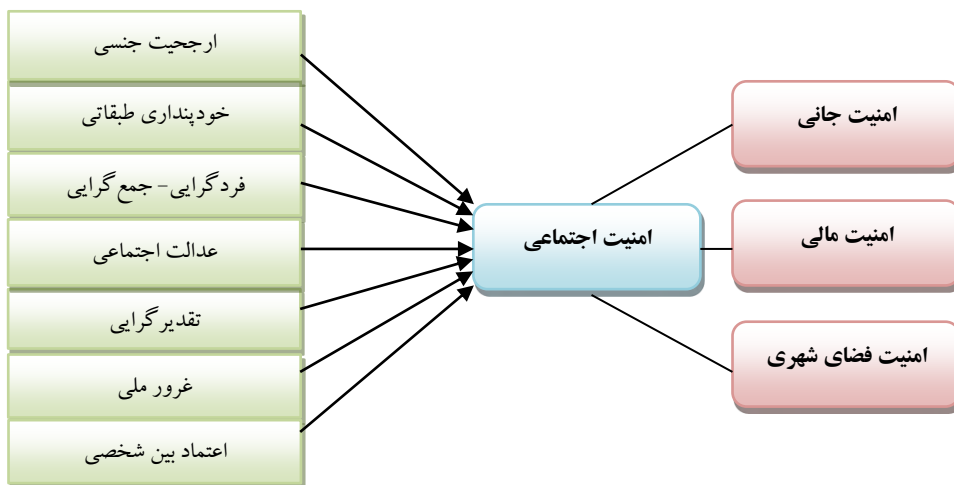 ارجحیت جنسی
خودپنداری طبقاتی
فردگرایی- جمع‌گرایی
عدالت اجتماعی
تقدیرگرایی
غرور ملی
اعتماد بین شخصی
امنیت اجتماعی
امنیت جانی
امنیت مالی
امنیت فضای شهری